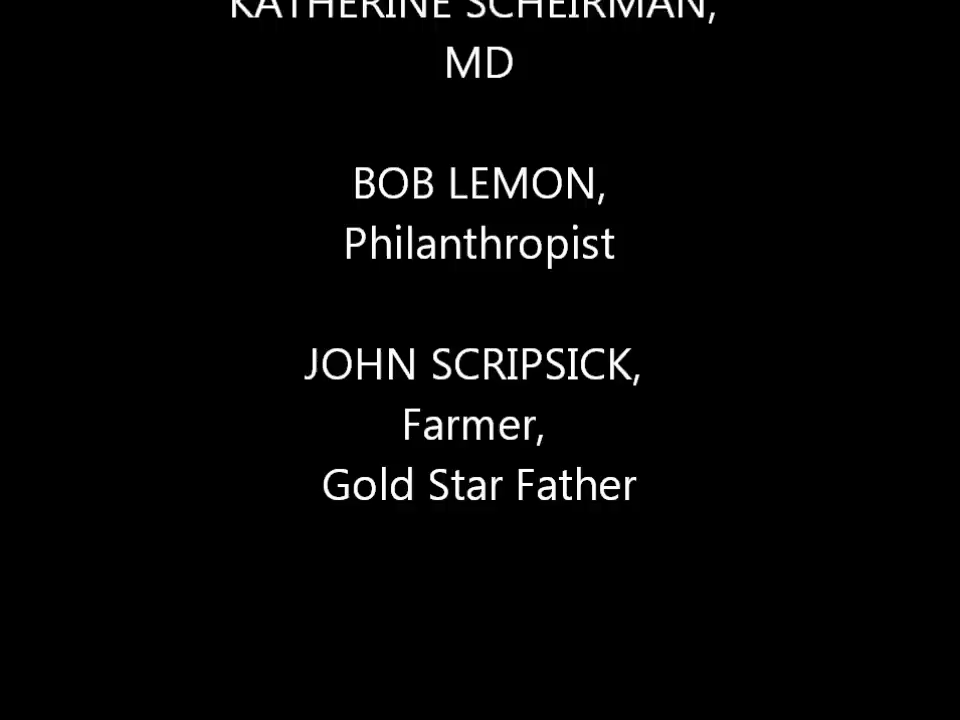 KATHERINE SCHEIRMAN,
MD
BOB LEMON,
Philanthropist
JOHN SCRIPSICK,
Farmer,
Gold Star Father